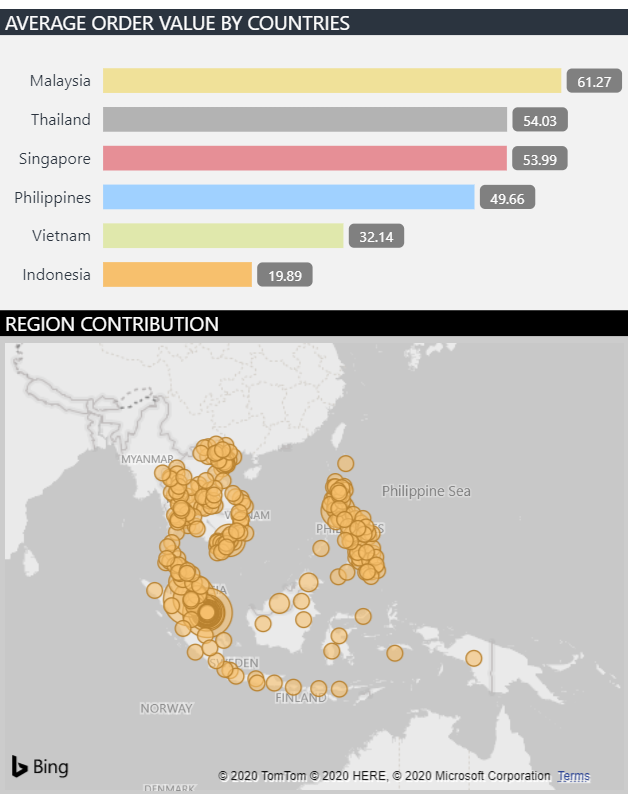 AVERAGE ORDER VALUE BY COUNTRIES
Malaysia 61.27
Thailand 54.03
Singapore 53.99
Philippines 49.66
Vietnam 32.14
Indonesia 19.89
REGION CONTRIBUTION
MYANMAR
Philippine Sea
FINLAND
NORWAY
Bing
© 2020 TomTom © 2020 HERE, © 2020 Microsoft Corporation Terms
DENMARK